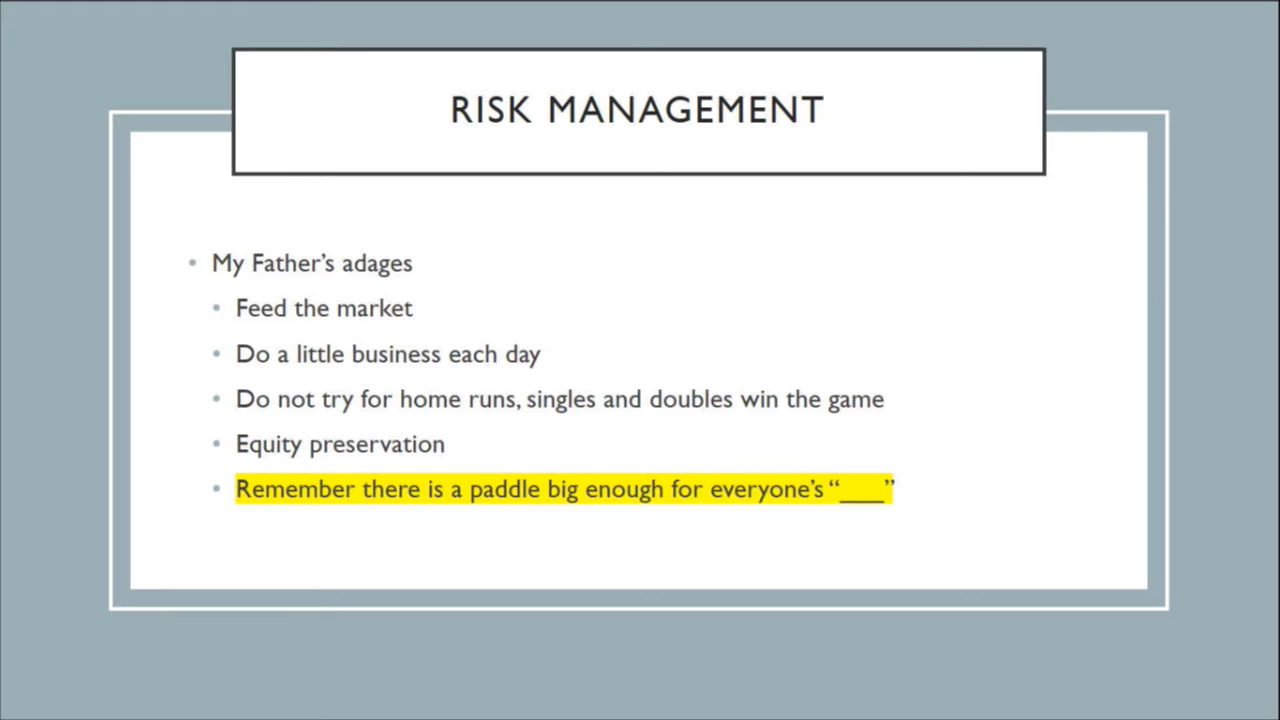 RISK MANAGEMENT
• My Father’s adages
• Feed the market
• Do a little business each day
• Do not try for home runs, singles and doubles win the game
• Equity preservation
• Remember there is a paddle big enough for everyone’s “___”